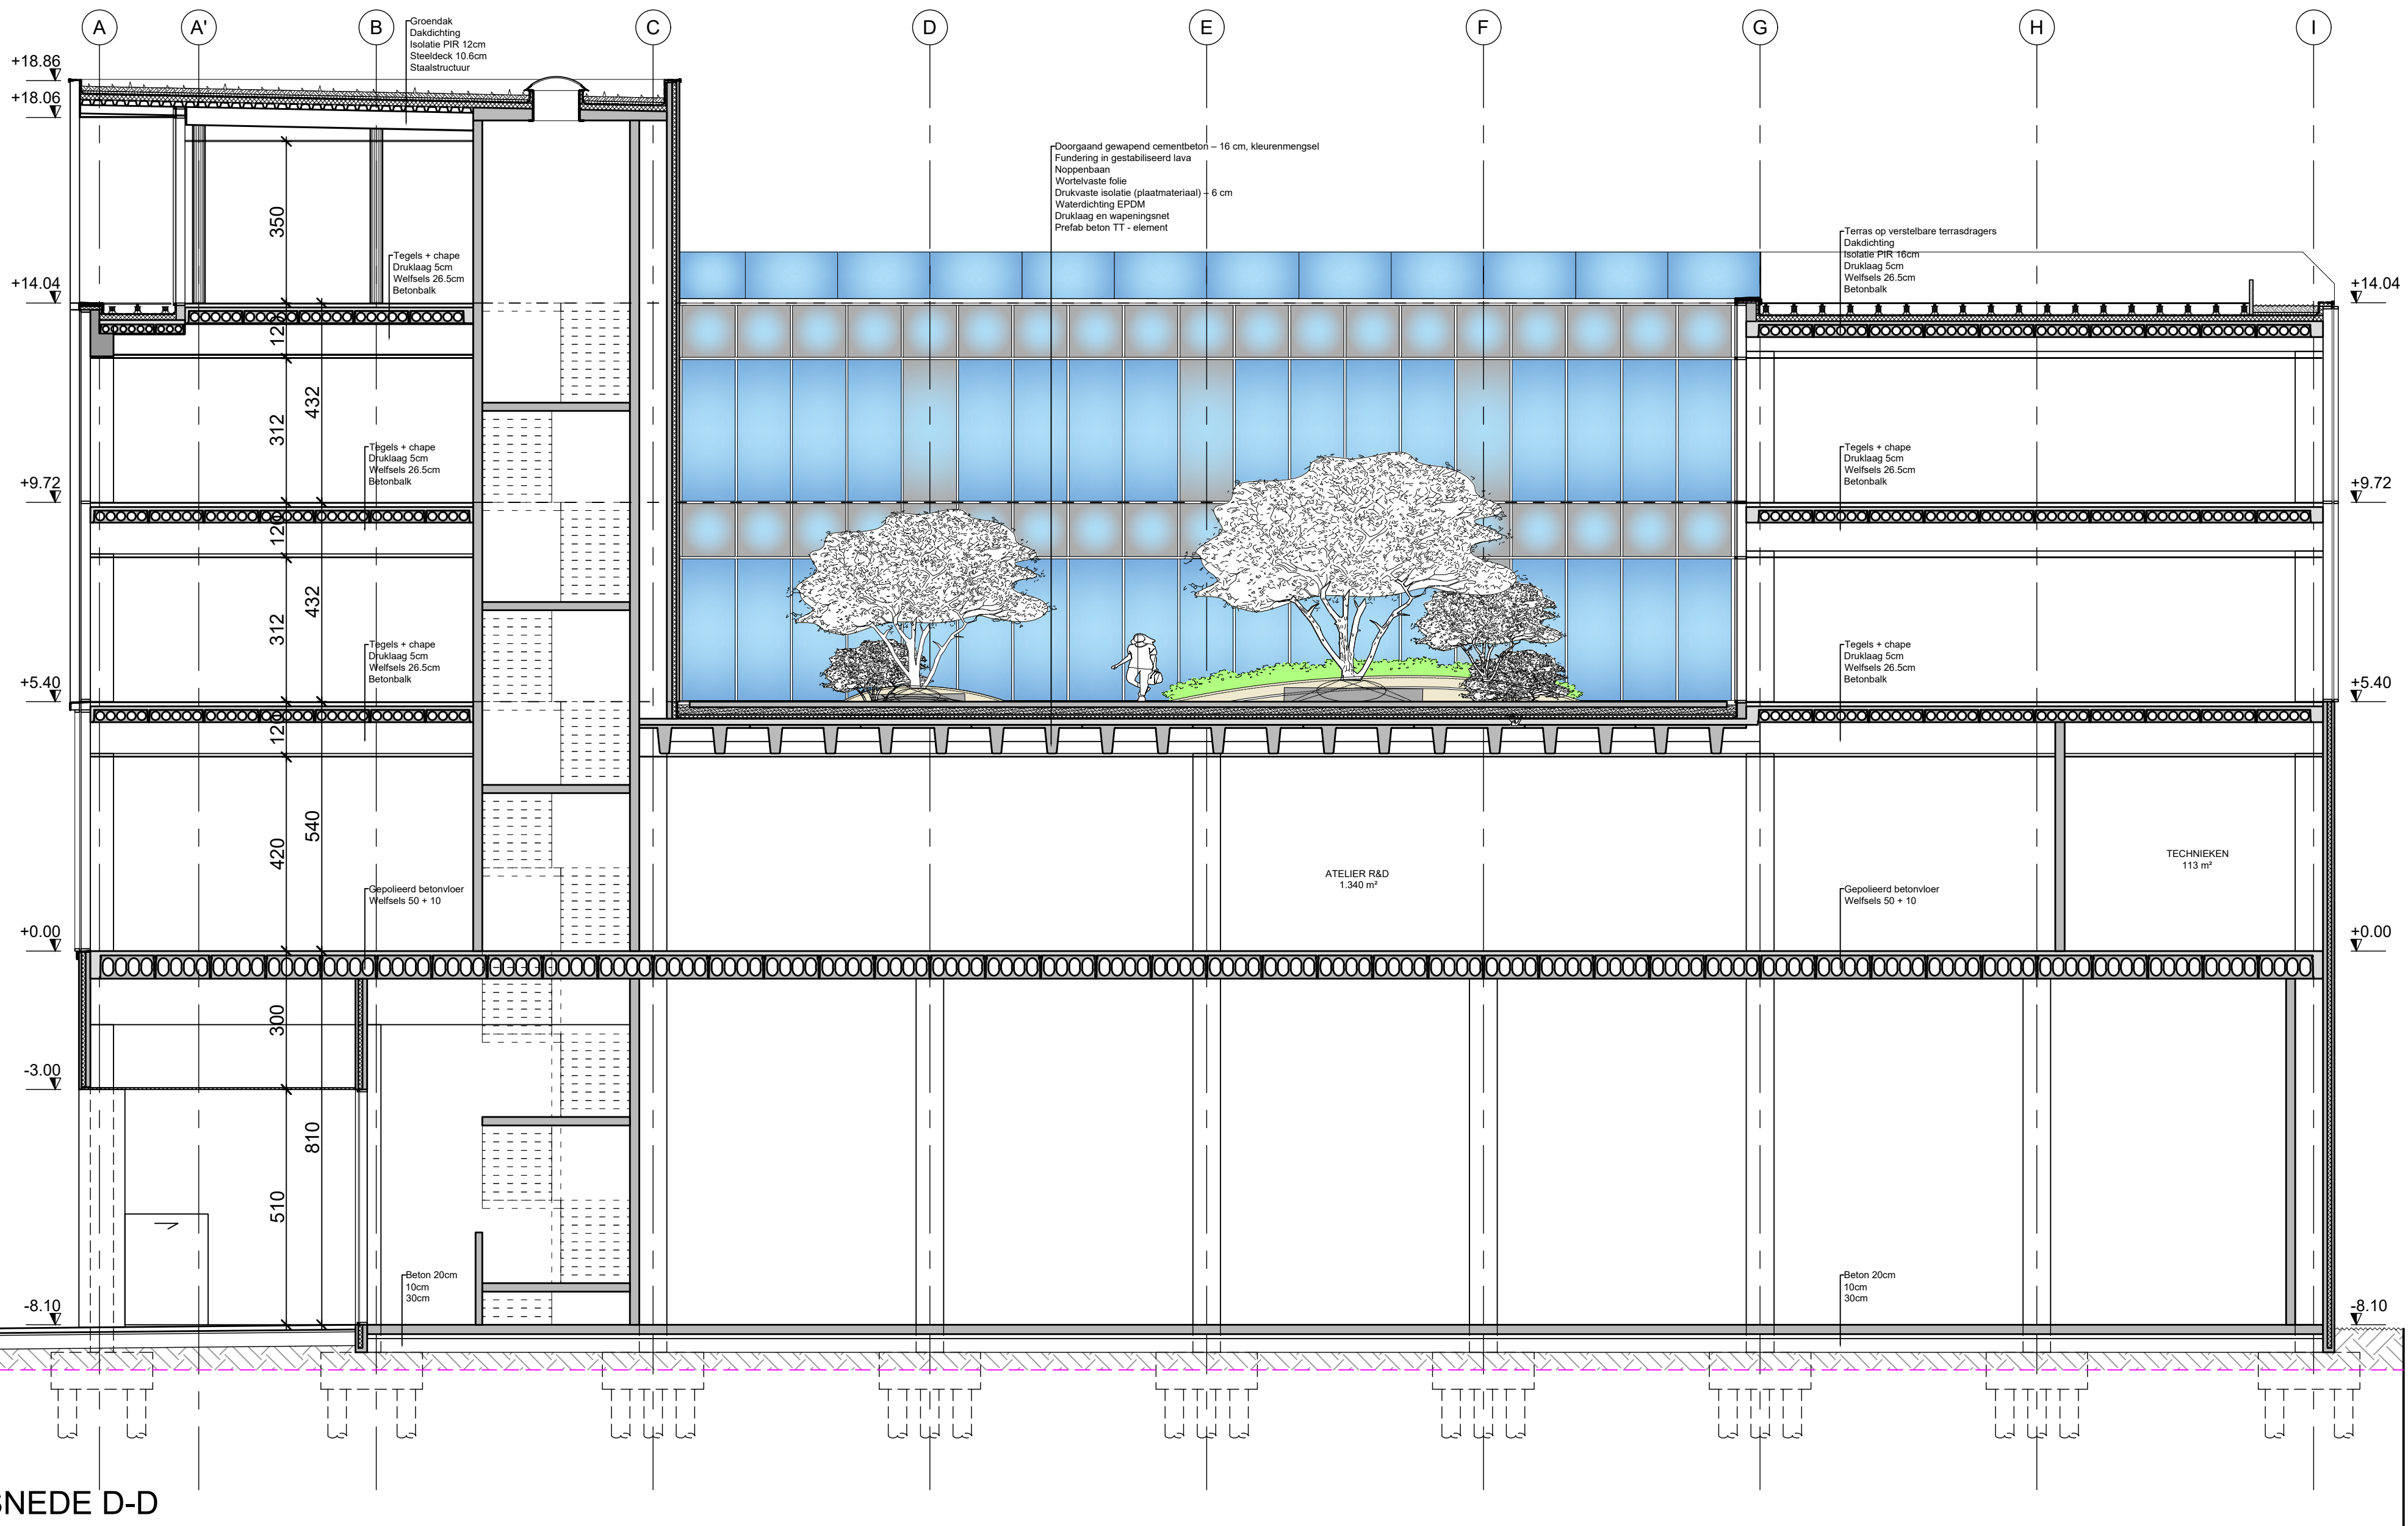 A
A'
B
C
D
E
F
G
H
I
Groendak
Dakdichting
Isolatie PIR 12cm
Steeldeck 10.6cm
Staalstructuur
+18.86
+18.06
Doorgaand gewapend cementbeton – 16 cm, kleurenmengsel
Fundering in gestabiliseerd lava
Noppenbaan
Wortelvaste folie
Drukvaste isolatie (plaatmateriaal) – 6 cm
Waterdichting EPDM
Druklaag en wapeningsnet
Prefab beton TT - element
350
Tegels + chape
Druklaag 5cm
Welfsels 26.5cm
Betonbalk
Terras op verstelbare terrasdragers
Dakdichting
Isolatie PIR 16cm
Druklaag 5cm
Welfsels 26.5cm
Betonbalk
+14.04
+14.04
120
312
432
Tegels + chape
Druklaag 5cm
Welfsels 26.5cm
Betonbalk
Tegels + chape
Druklaag 5cm
Welfsels 26.5cm
Betonbalk
+9.72
+9.72
120
312
432
Tegels + chape
Druklaag 5cm
Welfsels 26.5cm
Betonbalk
Tegels + chape
Druklaag 5cm
Welfsels 26.5cm
Betonbalk
+5.40
+5.40
120
420
540
ATELIER R&D
1.340 m²
TECHNIEKEN
113 m²
Gepolieerd betonvloer
Welfsels 50 + 10
Gepolieerd betonvloer
Welfsels 50 + 10
+0.00
+0.00
300
-3.00
810
510
Beton 20cm
10cm
30cm
Beton 20cm
10cm
30cm
-8.10
-8.10
SNEDE D-D